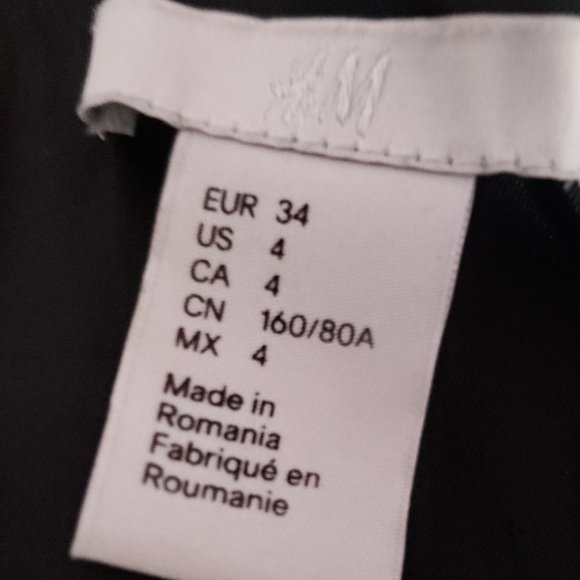 H&M
EUR 34
US 4
CA 4
CN 160/80A
MX 4
Made in
Romania
Fabriqué en
Roumanie